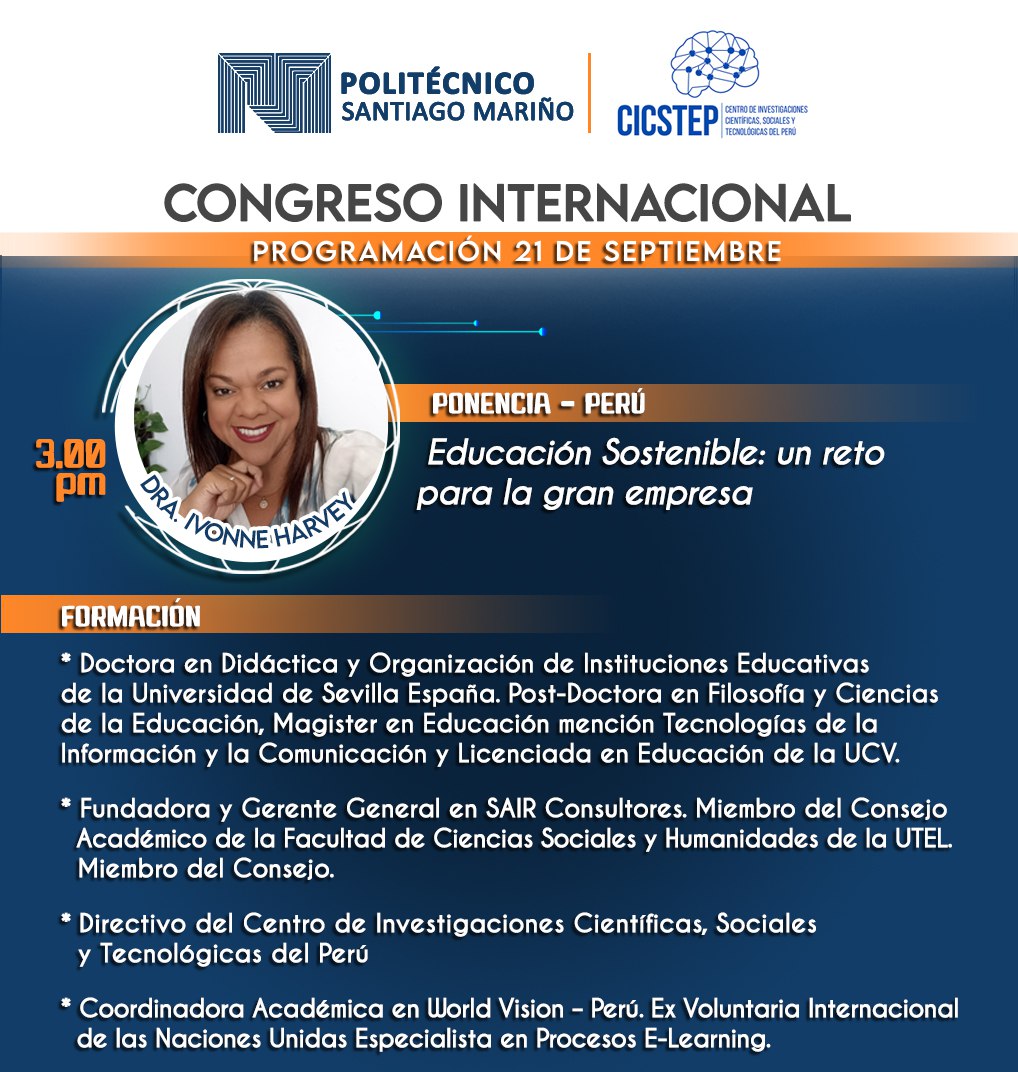 POLITÉCNICO
SANTIAGO MARIÑO
CICSTEP
CENTRO DE INVESTIGACIONES
CIENTÍFICAS, SOCIALES Y
TECNOLÓGICAS DEL PERÚ
CONGRESO INTERNACIONAL
PROGRAMACIÓN 21 DE SEPTIEMBRE
3.00
pm
DRA. IVONNE HARVEY
PONENCIA – PERÚ
Educación Sostenible: un reto
para la gran empresa
FORMACIÓN
* Doctora en Didáctica y Organización de Instituciones Educativas
de la Universidad de Sevilla España. Post-Doctora en Filosofía y Ciencias
de la Educación, Magister en Educación mención Tecnologías de la
Información y la Comunicación y Licenciada en Educación de la UCV.
* Fundadora y Gerente General en SAIR Consultores. Miembro del Consejo
Académico de la Facultad de Ciencias Sociales y Humanidades de la UTEL.
Miembro del Consejo.
* Directivo del Centro de Investigaciones Científicas, Sociales
y Tecnológicas del Perú
* Coordinadora Académica en World Vision – Perú. Ex Voluntaria Internacional
de las Naciones Unidas Especialista en Procesos E-Learning.